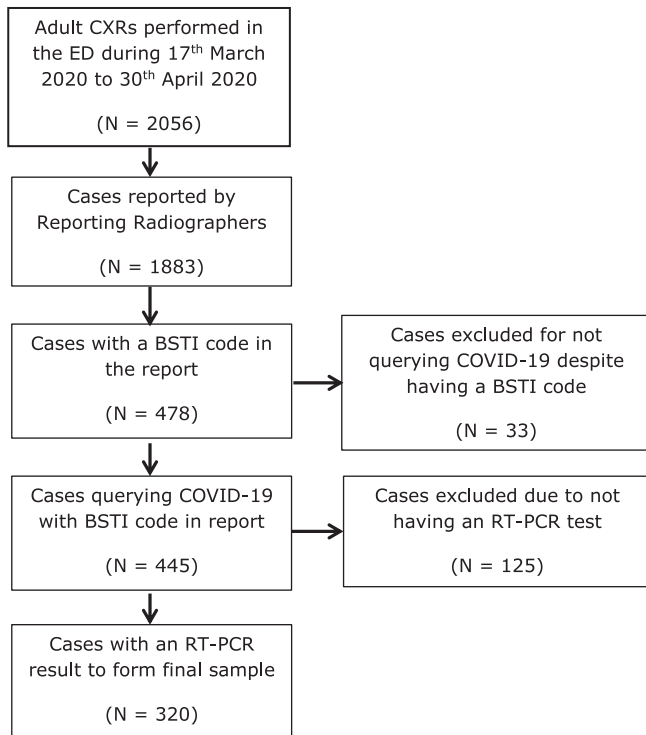 Adult CXRs performed in
the ED during 17th March
2020 to 30th April 2020
(N = 2056)
Cases reported by
Reporting Radiographers
(N = 1883)
Cases with a BSTI code in
the report
(N = 478)
Cases excluded for not
querying COVID-19 despite
having a BSTI code
(N = 33)
Cases querying COVID-19
with BSTI code in report
(N = 445)
Cases excluded due to not
having an RT-PCR test
(N = 125)
Cases with an RT-PCR
result to form final sample
(N = 320)